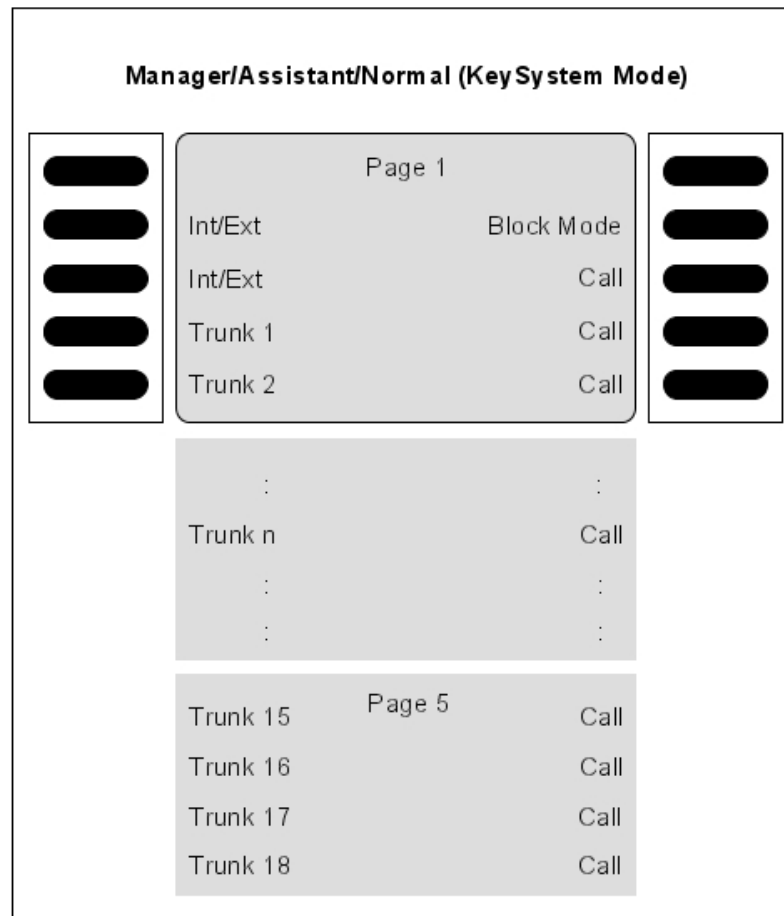 Manager/Assistant/Normal (KeySystem Mode)
Page 1
Int/Ext Block Mode
Int/Ext Call
Trunk 1 Call
Trunk 2 Call
: :
Trunk n Call
: :
: :
Page 5
Trunk 15 Call
Trunk 16 Call
Trunk 17 Call
Trunk 18 Call